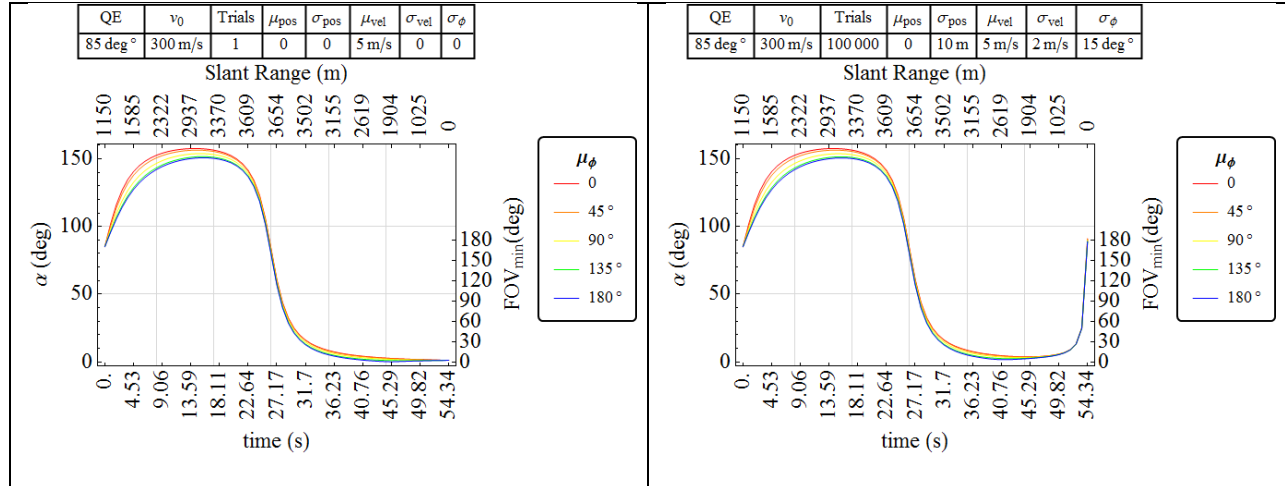 QE v₀ Trials μpos σpos μvel σvel σϕ
85 deg° 300 m/s 1 0 0 5 m/s 0 0
Slant Range (m)
1150 1585 2322 2937 3370 3609 3654 3502 3155 2619 1904 1025 0
150
100
50
0
α (deg)
180
150
120
90
60
30
0
FOVmin(deg)
0. 4.53 9.06 13.59 18.11 22.64 27.17 31.7 36.23 40.76 45.29 49.82 54.34
time (s)
μϕ
0
45°
90°
135°
180°
QE v₀ Trials μpos σpos μvel σvel σϕ
85 deg° 300 m/s 100 000 0 10 m 5 m/s 2 m/s 15 deg°
Slant Range (m)
1150 1585 2322 2937 3370 3609 3654 3502 3155 2619 1904 1025 0
150
100
50
0
α (deg)
180
150
120
90
60
30
0
FOVmin(deg)
0. 4.53 9.06 13.59 18.11 22.64 27.17 31.7 36.23 40.76 45.29 49.82 54.34
time (s)
μϕ
0
45°
90°
135°
180°